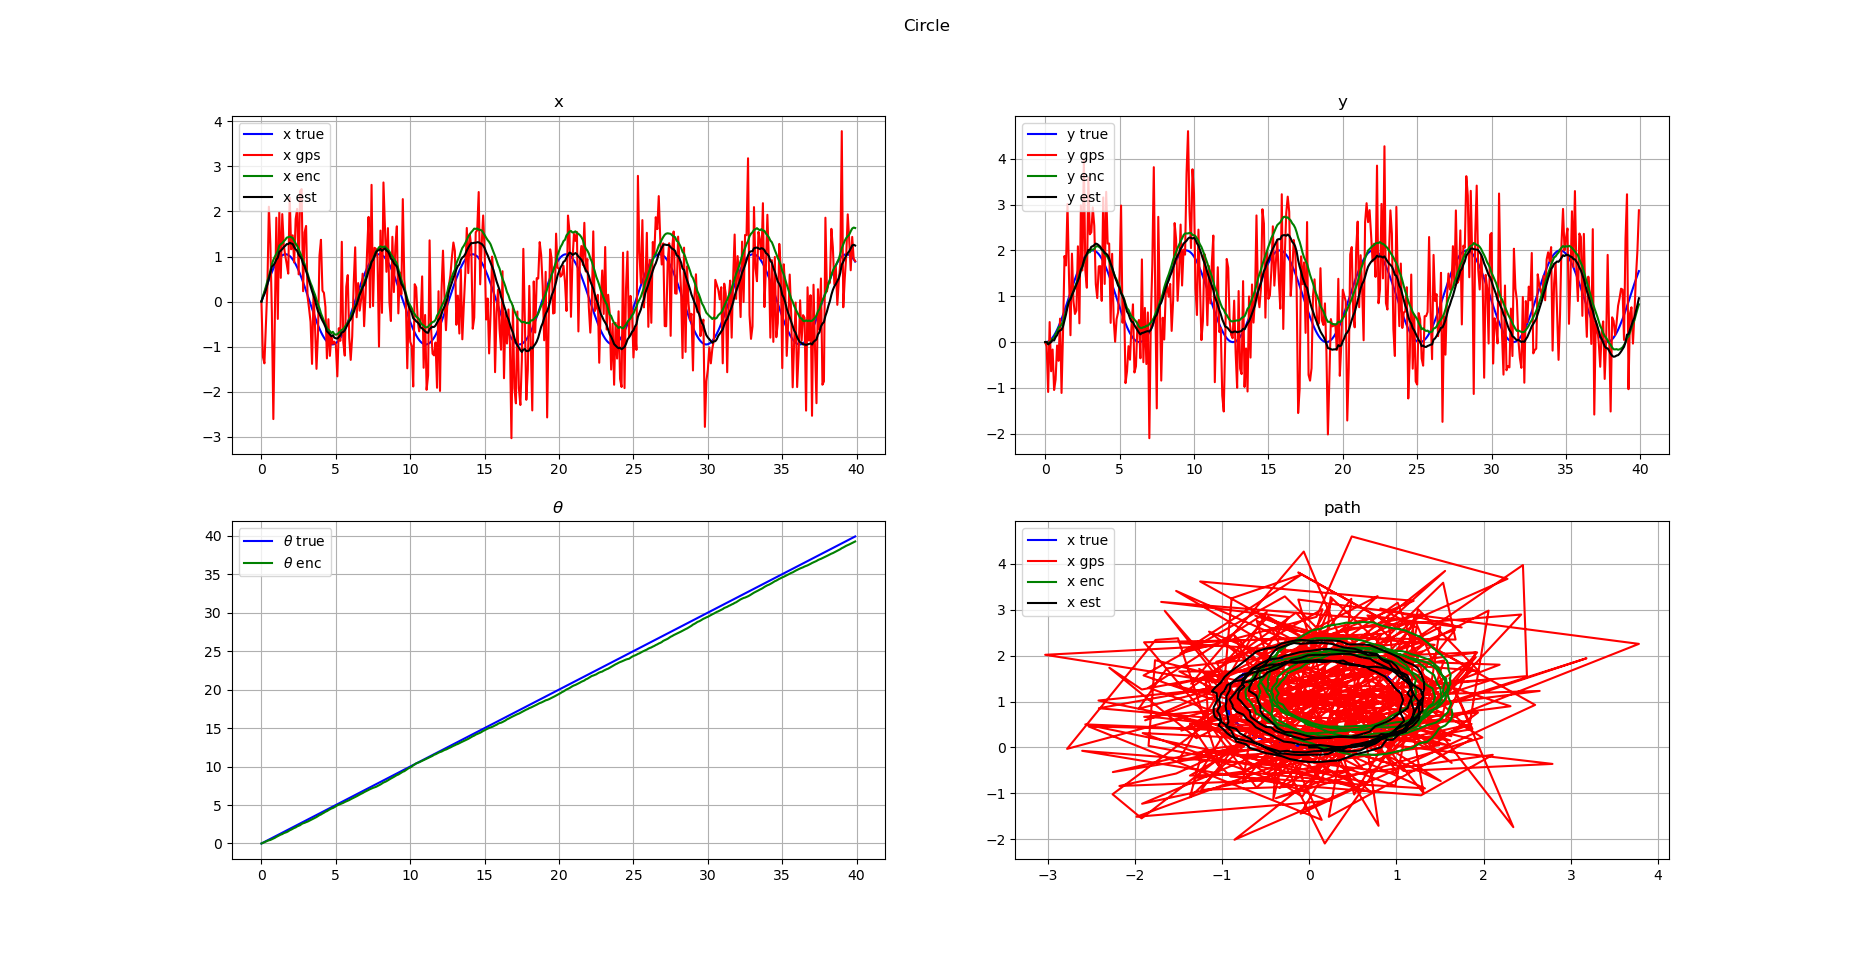 Circle
x
x true
x gps
x enc
x est
4
3
2
1
0
−1
−2
−3
0 5 10 15 20 25 30 35 40
y
y true
y gps
y enc
y est
4
3
2
1
0
−1
−2
0 5 10 15 20 25 30 35 40
θ
θ true
θ enc
40
35
30
25
20
15
10
5
0
0 5 10 15 20 25 30 35 40
path
x true
x gps
x enc
x est
4
3
2
1
0
−1
−2
−3 −2 −1 0 1 2 3 4